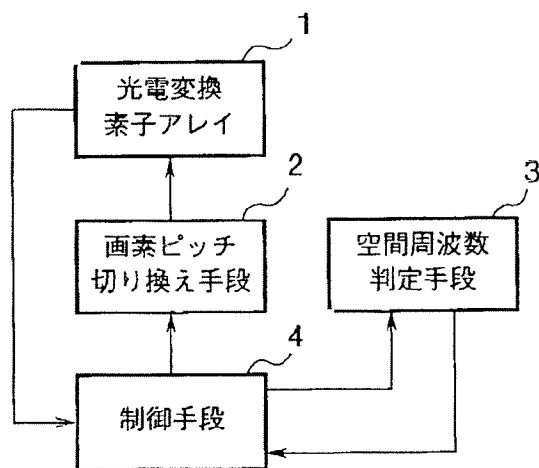 1
光電変換
素子アレイ
2
画素ピッチ
切り換え手段
3
空間周波数
判定手段
4
制御手段